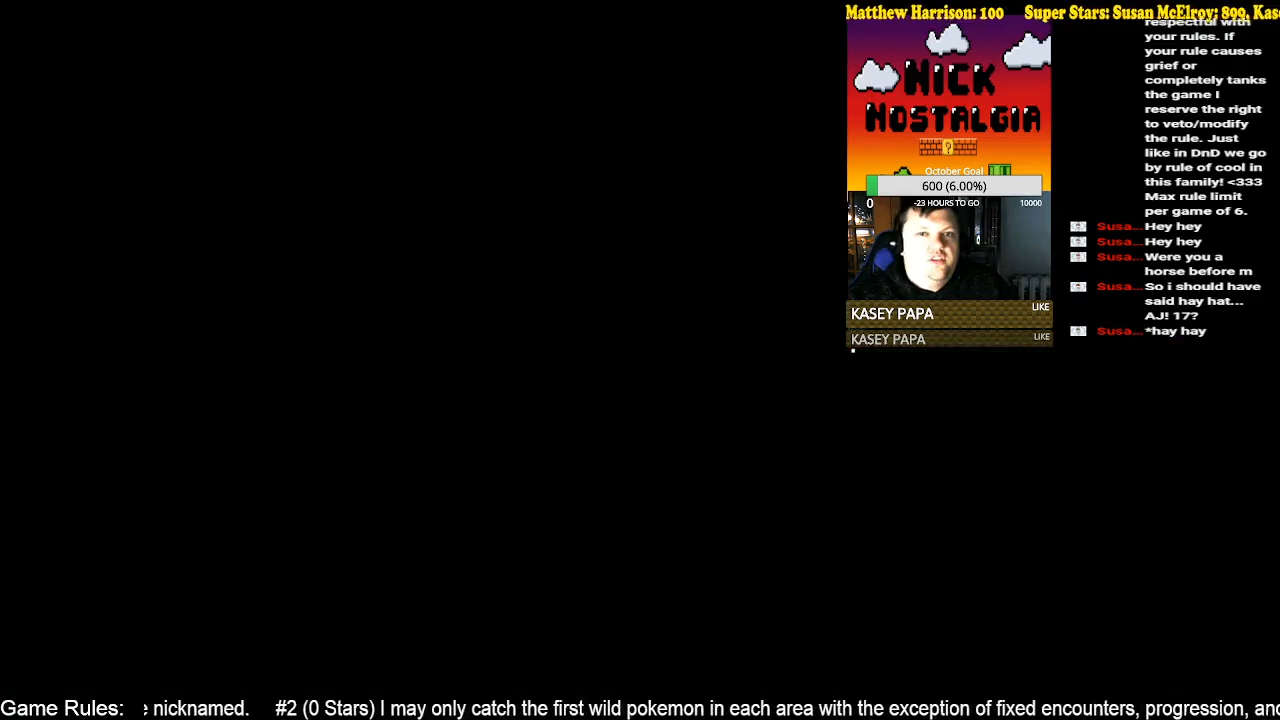 Matthew Harrison: 100 Super Stars: Susan McElroy: 899, Kase
NICK
NOSTALGIA
October Goal
600 (6.00%)
0 -23 HOURS TO GO 10000
KASEY PAPA LIKE
KASEY PAPA LIKE
respectful with
your rules. If
your rule causes
grief or
completely tanks
the game I
reserve the right
to veto/modify
the rule. Just
like in DnD we go
by rule of cool in
this family! <333
Max rule limit
per game of 6.
Susa... Hey hey
Susa... Hey hey
Susa... Were you a
horse before m
Susa... So i should have
said hay hat...
AJ! 17?
Susa... *hay hay
Game Rules: e nicknamed. #2 (0 Stars) I may only catch the first wild pokemon in each area with the exception of fixed encounters, progression, and